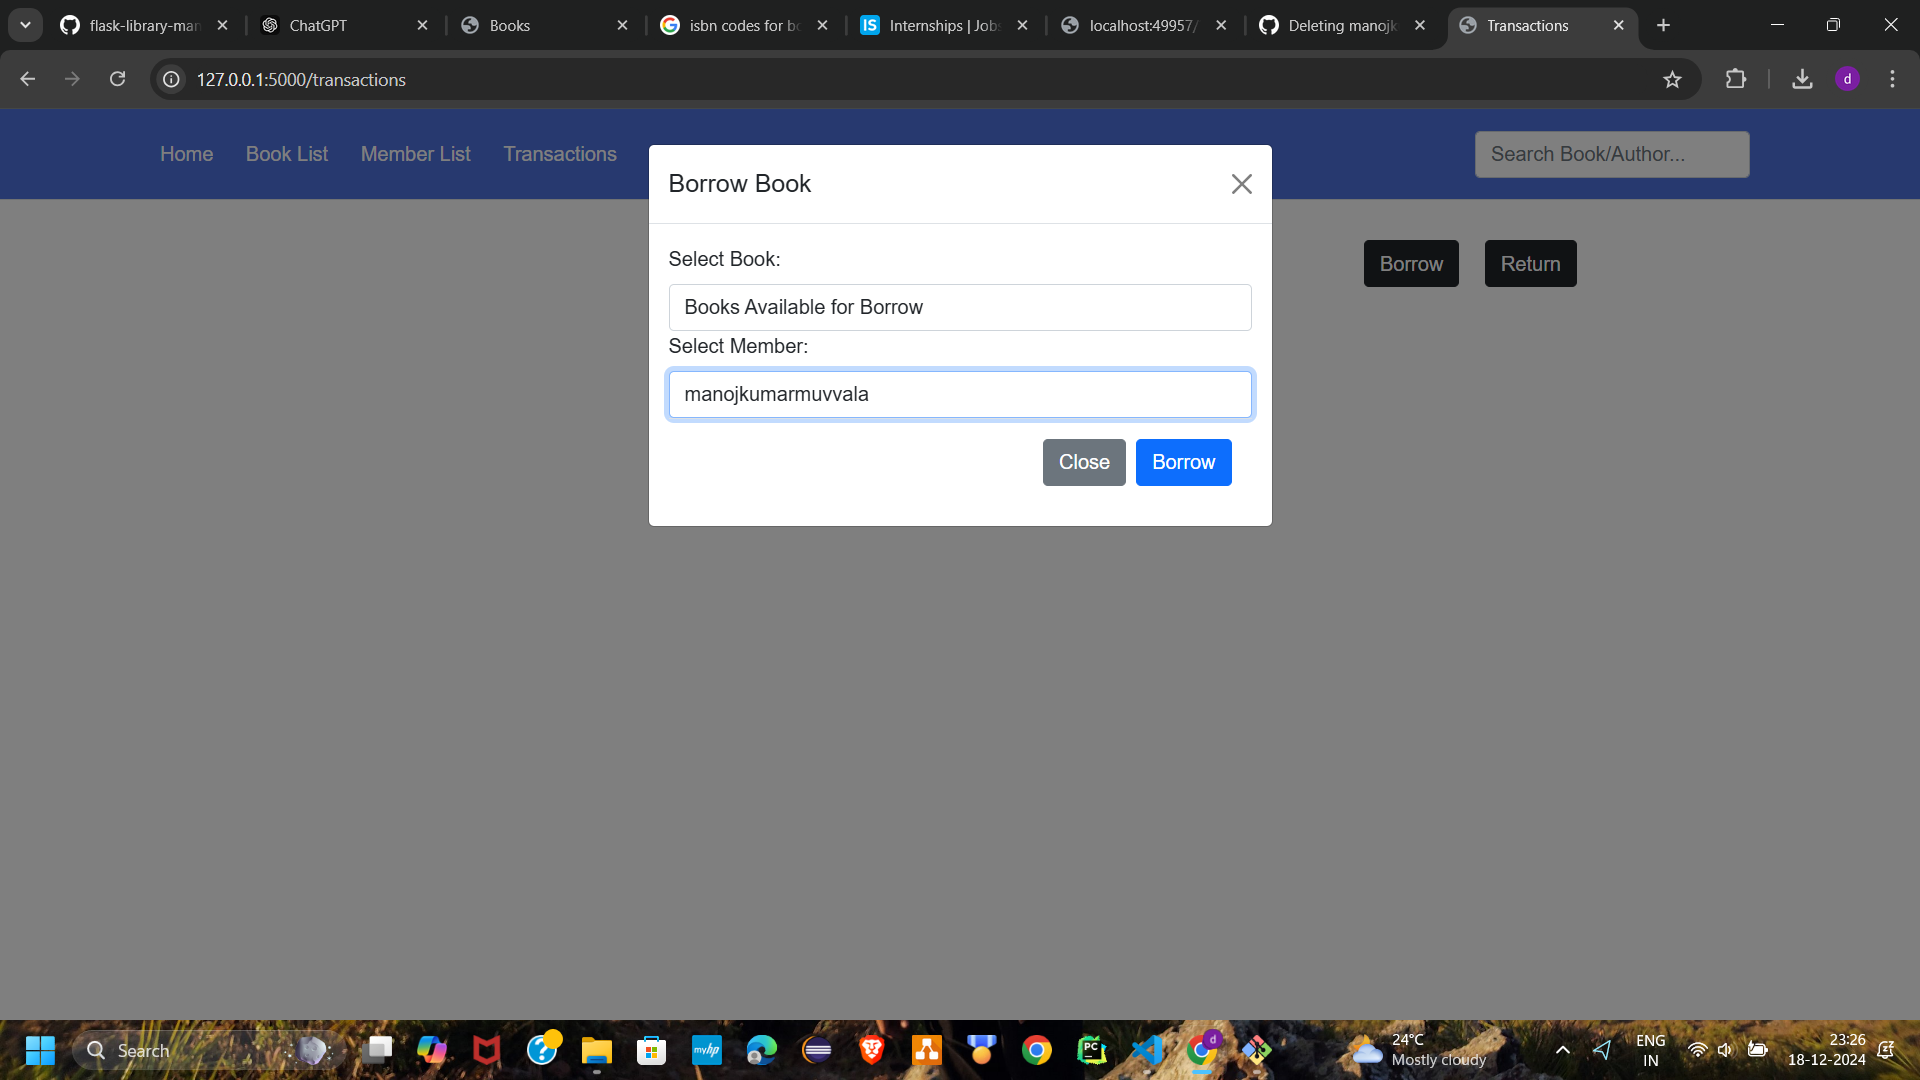 flask-library-man
ChatGPT
Books
isbn codes for bo
Internships | Jobs
localhost:49957/
Deleting manojk
Transactions
127.0.0.1:5000/transactions
d
Home
Book List
Member List
Transactions
Search Book/Author...
Borrow Book
Select Book:
Books Available for Borrow
Select Member:
manojkumarmuvvala
Close
Borrow
Borrow
Return
Search
24°C
Mostly cloudy
ENG
IN
23:26
18-12-2024